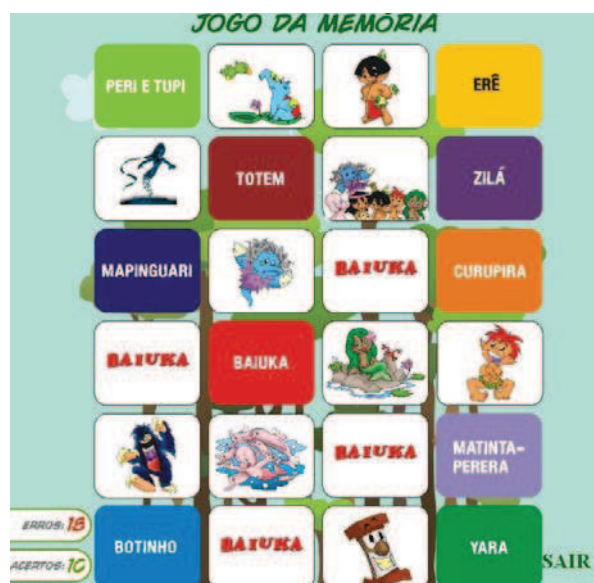 JOGO DA MEMÓRIA
PERI E TUPI
ERÊ
TOTEM
ZILÁ
MAPINGUARI
BAIUKA
CURUPIRA
BAIUKA
BAIUKA
BAIUKA
MATINTA-
PERERA
BOTINHO
BAIUKA
YARA
ERROS: 18
ACERTOS: 10
SAIR